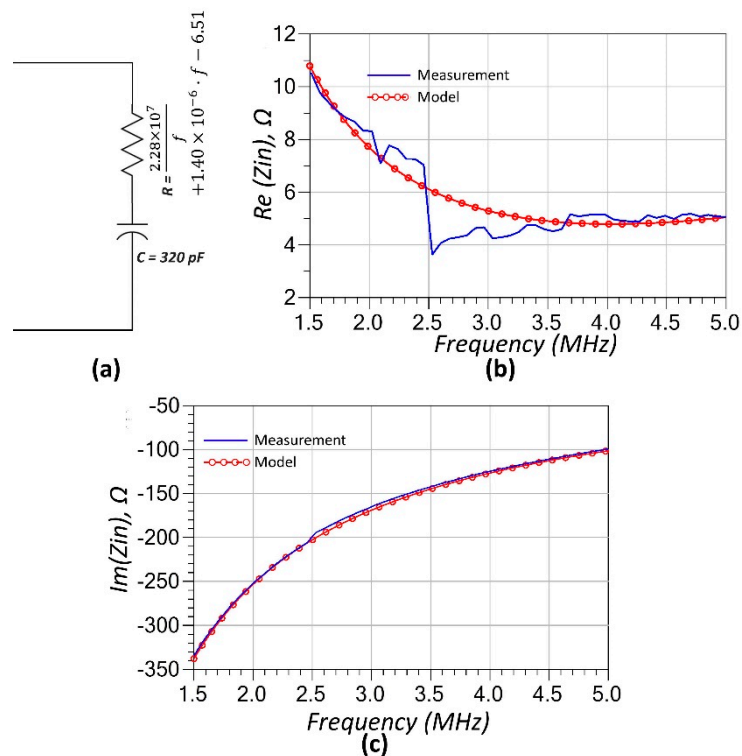 R = 2.28×10⁷ / f
+1.40 × 10⁻⁶ · f − 6.51
C = 320 pF
(a)
12
10
8
6
4
2
Re (Zin), Ω
Measurement
Model
1.5 2.0 2.5 3.0 3.5 4.0 4.5 5.0
Frequency (MHz)
(b)
-50
-100
-150
-200
-250
-300
-350
Im(Zin), Ω
Measurement
Model
1.5 2.0 2.5 3.0 3.5 4.0 4.5 5.0
Frequency (MHz)
(c)